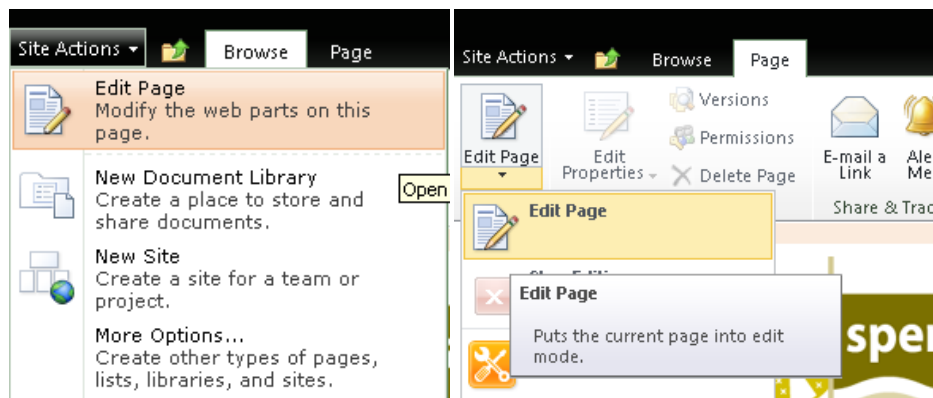 Site Actions Browse Page
Edit Page
Modify the web parts on this
page.
New Document Library
Create a place to store and
share documents.
Open
New Site
Create a site for a team or
project.
More Options...
Create other types of pages,
lists, libraries, and sites.
Site Actions Browse Page
Edit Page
Edit
Properties
Versions
Permissions
Delete Page
E-mail a
Link
Me
Share &
Edit Page
Edit Page
Puts the current page into edit
mode.